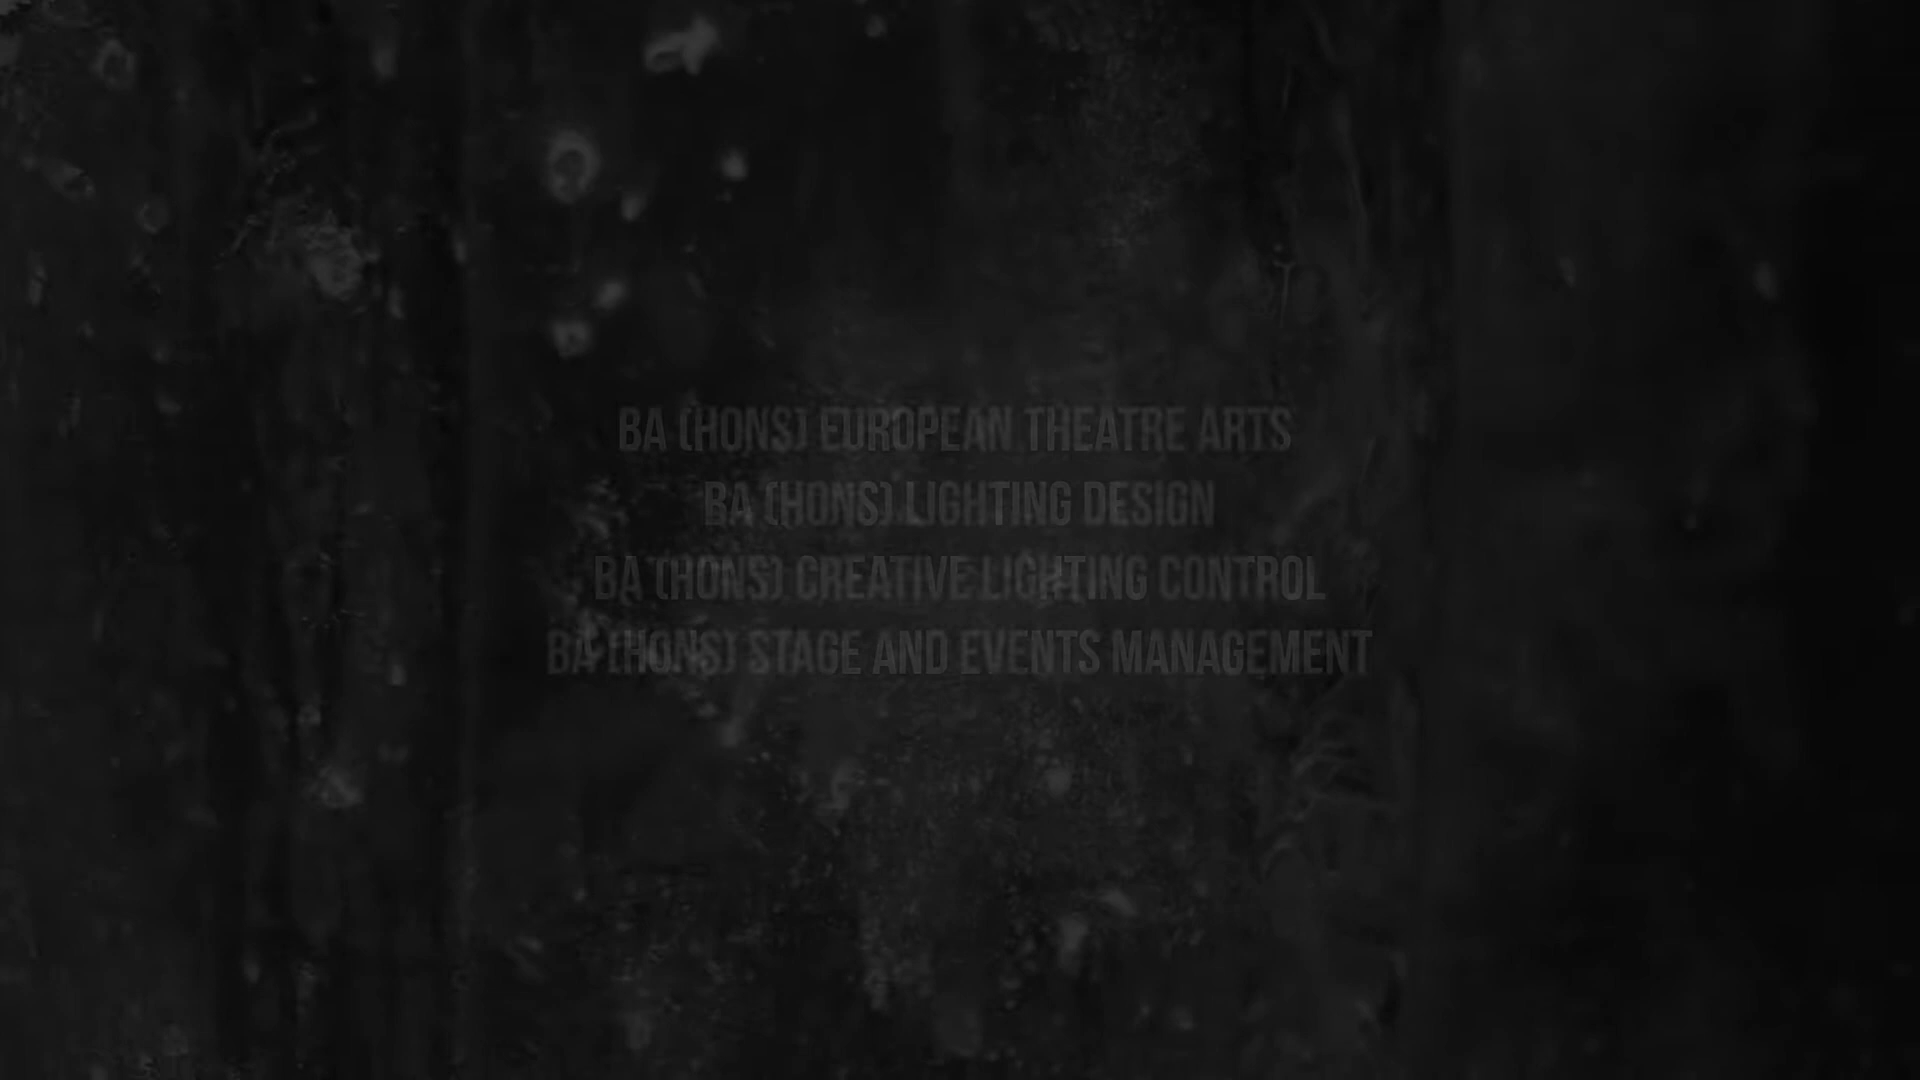 BA (HONS) EUROPEAN THEATRE ARTS
BA (HONS) LIGHTING DESIGN
BA (HONS) CREATIVE LIGHTING CONTROL
BA (HONS) STAGE AND EVENTS MANAGEMENT